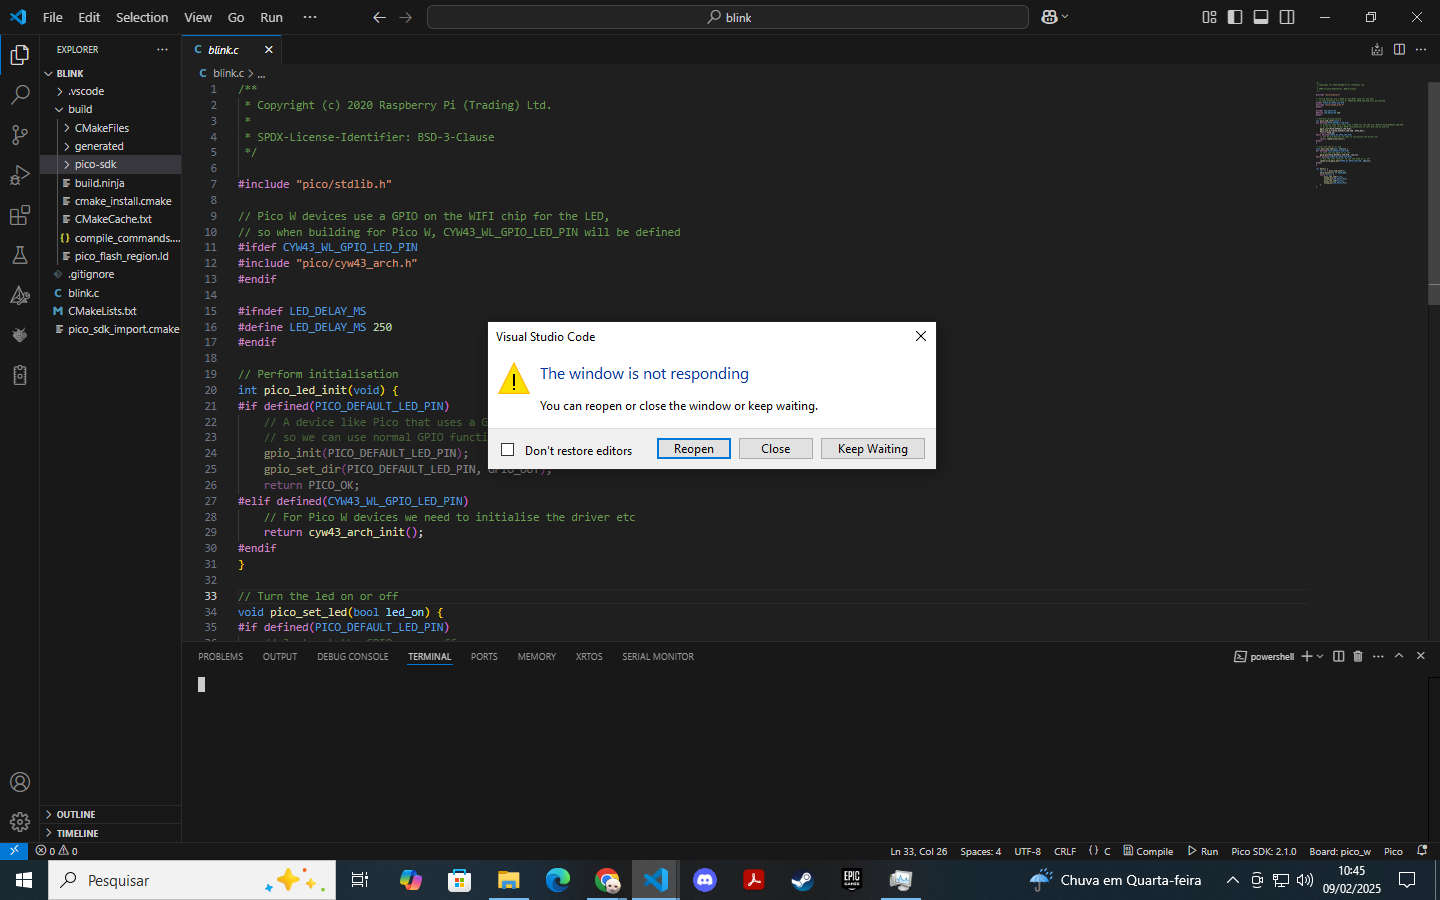 File Edit Selection View Go Run ···
blink
EXPLORER ···
BLINK
.vscode
build
CMakeFiles
generated
pico-sdk
build.ninja
cmake_install.cmake
CMakeCache.txt
compile_commands....
pico_flash_region.ld
.gitignore
blink.c
CMakeLists.txt
pico_sdk_import.cmake
OUTLINE
TIMELINE
C blink.c
C blink.c > ...
1 /**
2 * Copyright (c) 2020 Raspberry Pi (Trading) Ltd.
3 *
4 * SPDX-License-Identifier: BSD-3-Clause
5 */
6
7 #include "pico/stdlib.h"
8
9 // Pico W devices use a GPIO on the WIFI chip for the LED,
10 // so when building for Pico W, CYW43_WL_GPIO_LED_PIN will be defined
11 #ifdef CYW43_WL_GPIO_LED_PIN
12 #include "pico/cyw43_arch.h"
13 #endif
14
15 #ifndef LED_DELAY_MS
16 #define LED_DELAY_MS 250
17 #endif
18
19 // Perform initialisation
20 int pico_led_init(void) {
21 #if defined(PICO_DEFAULT_LED_PIN)
22 // A device like Pico that uses a G
23 // so we can use normal GPIO functi
24 gpio_init(PICO_DEFAULT_LED_PIN);
25 gpio_set_dir(PICO_DEFAULT_LED_PIN, GPIO_OUT);
26 return PICO_OK;
27 #elif defined(CYW43_WL_GPIO_LED_PIN)
28 // For Pico W devices we need to initialise the driver etc
29 return cyw43_arch_init();
30 #endif
31 }
32
33 // Turn the led on or off
34 void pico_set_led(bool led_on) {
35 #if defined(PICO_DEFAULT_LED_PIN)
Visual Studio Code
The window is not responding
You can reopen or close the window or keep waiting.
Don't restore editors Reopen Close Keep Waiting
PROBLEMS OUTPUT DEBUG CONSOLE TERMINAL PORTS MEMORY XRTOS SERIAL MONITOR
powershell
0 0 Ln 33, Col 26 Spaces: 4 UTF-8 CRLF {} C Compile Run Pico SDK: 2.1.0 Board: pico_w Pico
Pesquisar
EPIC GAMES
Chuva em Quarta-feira
10:45
09/02/2025